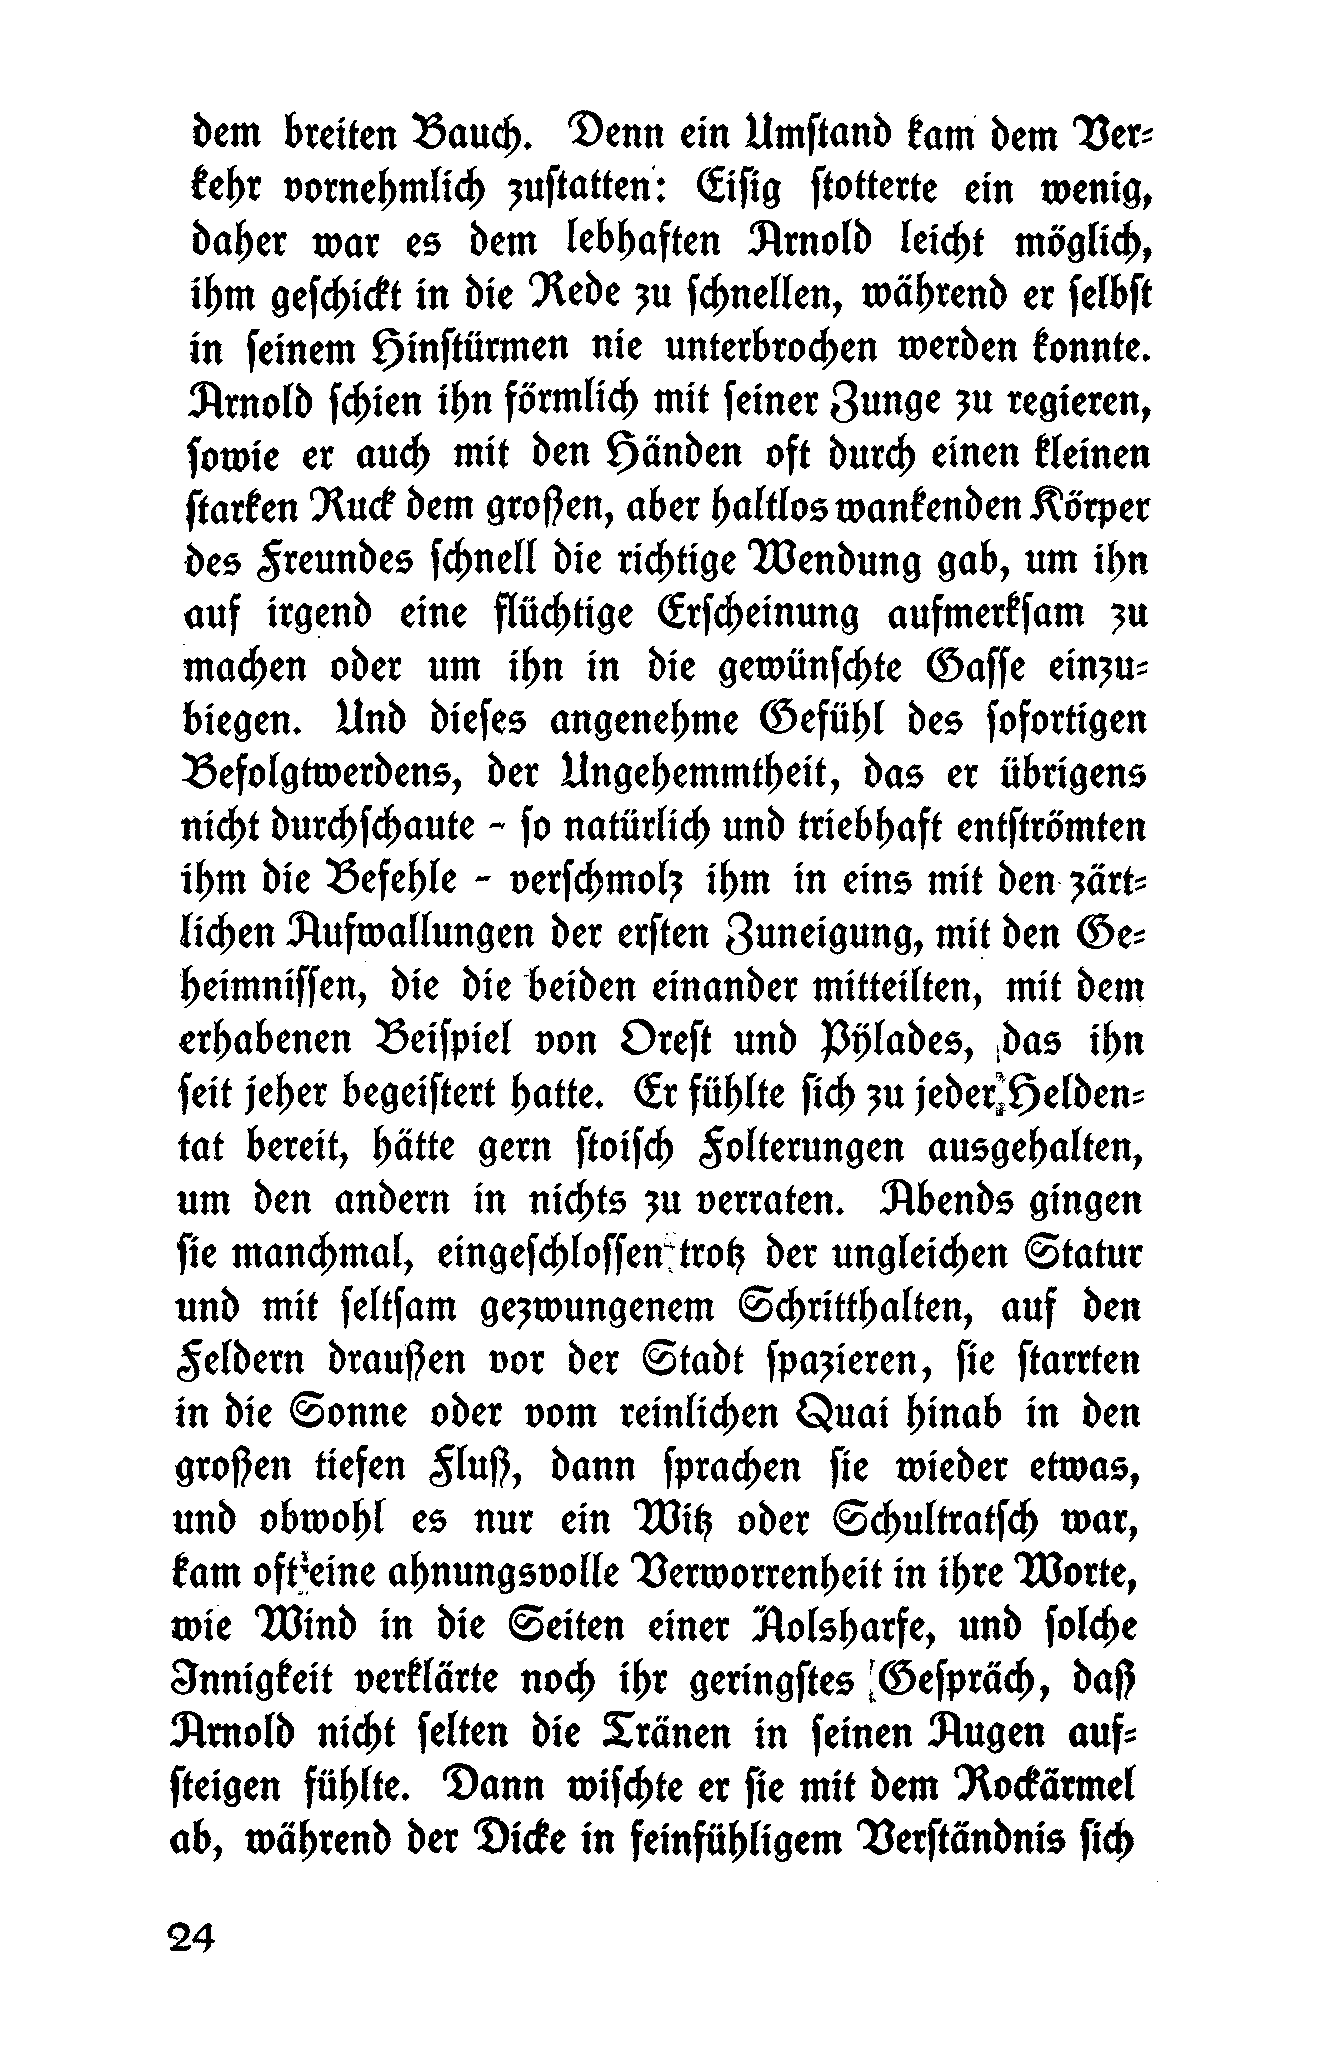 dem breiten Bauch. Denn ein Umſtand kam dem Ver⸗
kehr vornehmlich zuſtatten: Eiſig ſtotterte ein wenig,
daher war es dem lebhaften Arnold leicht möglich,
ihm geſchickt in die Rede zu ſchnellen, während er ſelbſt
in ſeinem Hinſtürmen nie unterbrochen werden konnte.
Arnold ſchien ihn förmlich mit ſeiner Zunge zu regieren,
ſowie er auch mit den Händen oft durch einen kleinen
ſtarken Ruck dem großen, aber haltlos wankenden Körper
des Freundes ſchnell die richtige Wendung gab, um ihn
auf irgend eine flüchtige Erſcheinung aufmerkſam zu
machen oder um ihn in die gewünſchte Gaſſe einzu⸗
biegen. Und dieſes angenehme Gefühl des ſofortigen
Befolgtwerdens, der Ungehemmtheit, das er übrigens
nicht durchſchaute - ſo natürlich und triebhaft entſtrömten
ihm die Befehle - verſchmolz ihm in eins mit den zärt⸗
lichen Aufwallungen der erſten Zuneigung, mit den Ge⸗
heimniſſen, die die beiden einander mitteilten, mit dem
erhabenen Beiſpiel von Oreſt und Pÿlades, das ihn
ſeit jeher begeiſtert hatte. Er fühlte ſich zu jeder Helden⸗
tat bereit, hätte gern ſtoiſch Folterungen ausgehalten,
um den andern in nichts zu verraten. Abends gingen
ſie manchmal, eingeſchloſſen trotz der ungleichen Statur
und mit ſeltſam gezwungenem Schritthalten, auf den
Feldern draußen vor der Stadt ſpazieren, ſie ſtarrten
in die Sonne oder vom reinlichen Quai hinab in den
großen tiefen Fluß, dann ſprachen ſie wieder etwas,
und obwohl es nur ein Witz oder Schultratſch war,
kam oft eine ahnungsvolle Verworrenheit in ihre Worte,
wie Wind in die Seiten einer Äolsharfe, und ſolche
Innigkeit verklärte noch ihr geringſtes Geſpräch, daß
Arnold nicht ſelten die Tränen in ſeinen Augen auf⸗
ſteigen fühlte. Dann wiſchte er ſie mit dem Rockärmel
ab, während der Dicke in feinfühligem Verſtändnis ſich
24